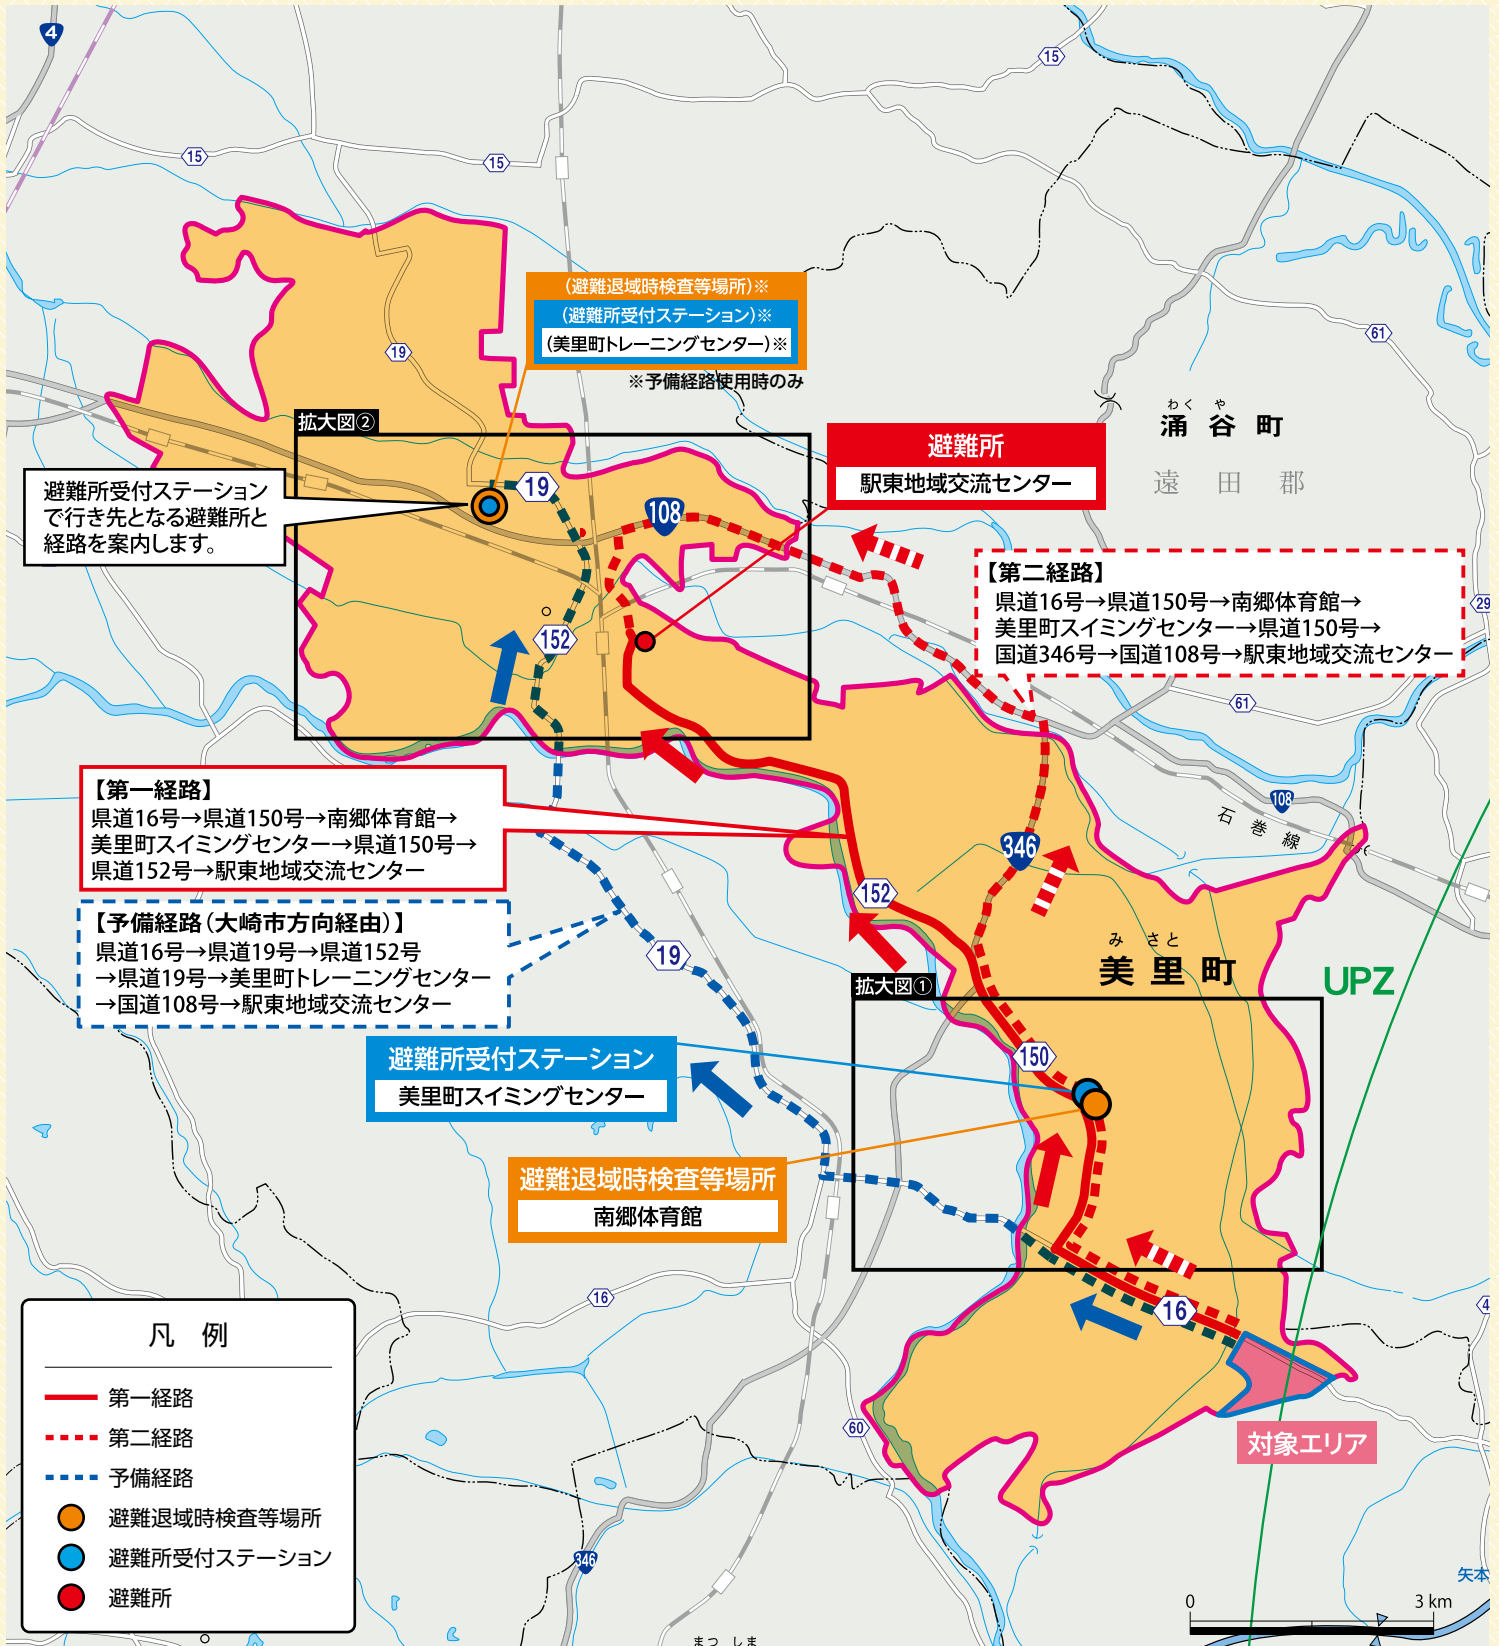 4
15
15
15
19
61
(避難退域時検査等場所)※
(避難所受付ステーション)※
(美里町トレーニングセンター)※
※予備経路使用時のみ
わく や
涌谷町
遠田郡
拡大図②
避難所
駅東地域交流センター
避難所受付ステーション
で行き先となる避難所と
経路を案内します。
19
108
152
【第二経路】
県道16号→県道150号→南郷体育館→
美里町スイミングセンター→県道150号→
国道346号→国道108号→駅東地域交流センター
29
61
【第一経路】
県道16号→県道150号→南郷体育館→
美里町スイミングセンター→県道150号→
県道152号→駅東地域交流センター
108
石巻線
346
152
【予備経路(大崎市方向経由)】
県道16号→県道19号→県道152号
→県道19号→美里町トレーニングセンター
→国道108号→駅東地域交流センター
19
み さと
美里町
UPZ
拡大図①
150
避難所受付ステーション
美里町スイミングセンター
避難退域時検査等場所
南郷体育館
16
16
4
対象エリア
60
346
凡 例
第一経路
第二経路
予備経路
避難退域時検査等場所
避難所受付ステーション
避難所
矢本
0 3 km
まつ しま